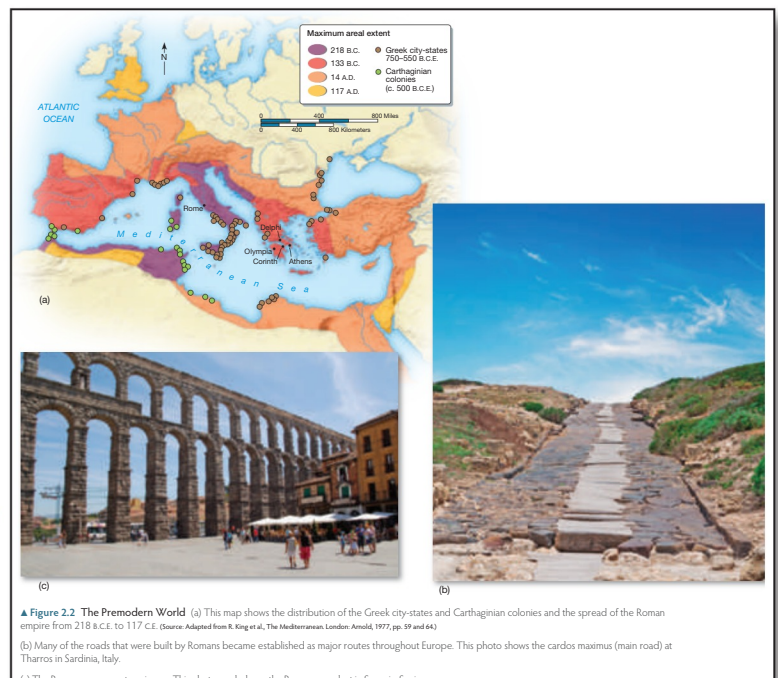 Maximum areal extent
218 B.C.
133 B.C.
14 A.D.
117 A.D.
Greek city-states
750–550 B.C.E.
Carthaginian
colonies
(c. 500 B.C.E.)
N
0 400 800 Miles
0 400 800 Kilometers
ATLANTIC
OCEAN
Rome
Delphi
Olympia
Corinth
Athens
Mediterranean Sea
(a)
(c)
(b)
▲ Figure 2.2 The Premodern World (a) This map shows the distribution of the Greek city-states and Carthaginian colonies and the spread of the Roman
empire from 218 B.C.E. to 117 C.E. (Source: Adapted from R. King et al., The Mediterranean. London: Arnold, 1977, pp. 59 and 64.)
(b) Many of the roads that were built by Romans became established as major routes throughout Europe. This photo shows the cardos maximus (main road) at
Tharros in Sardinia, Italy.